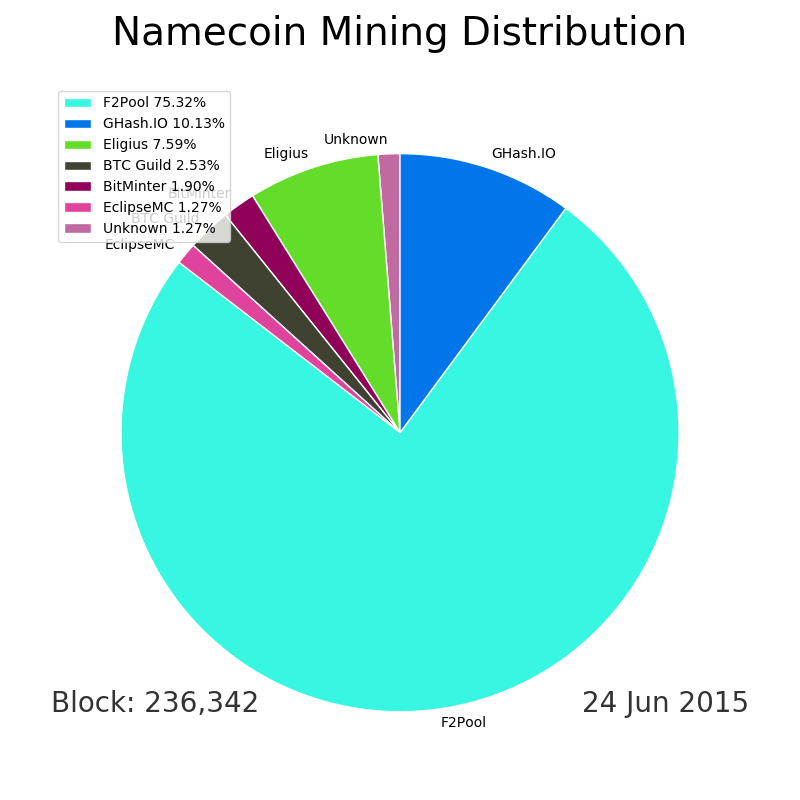 Namecoin Mining Distribution
F2Pool 75.32%
GHash.IO 10.13%
Eligius 7.59%
BTC Guild 2.53%
BitMinter 1.90%
EclipseMC 1.27%
Unknown 1.27%
Unknown
Eligius
GHash.IO
BitMinter
BTC Guild
EclipseMC
F2Pool
Block: 236,342
24 Jun 2015